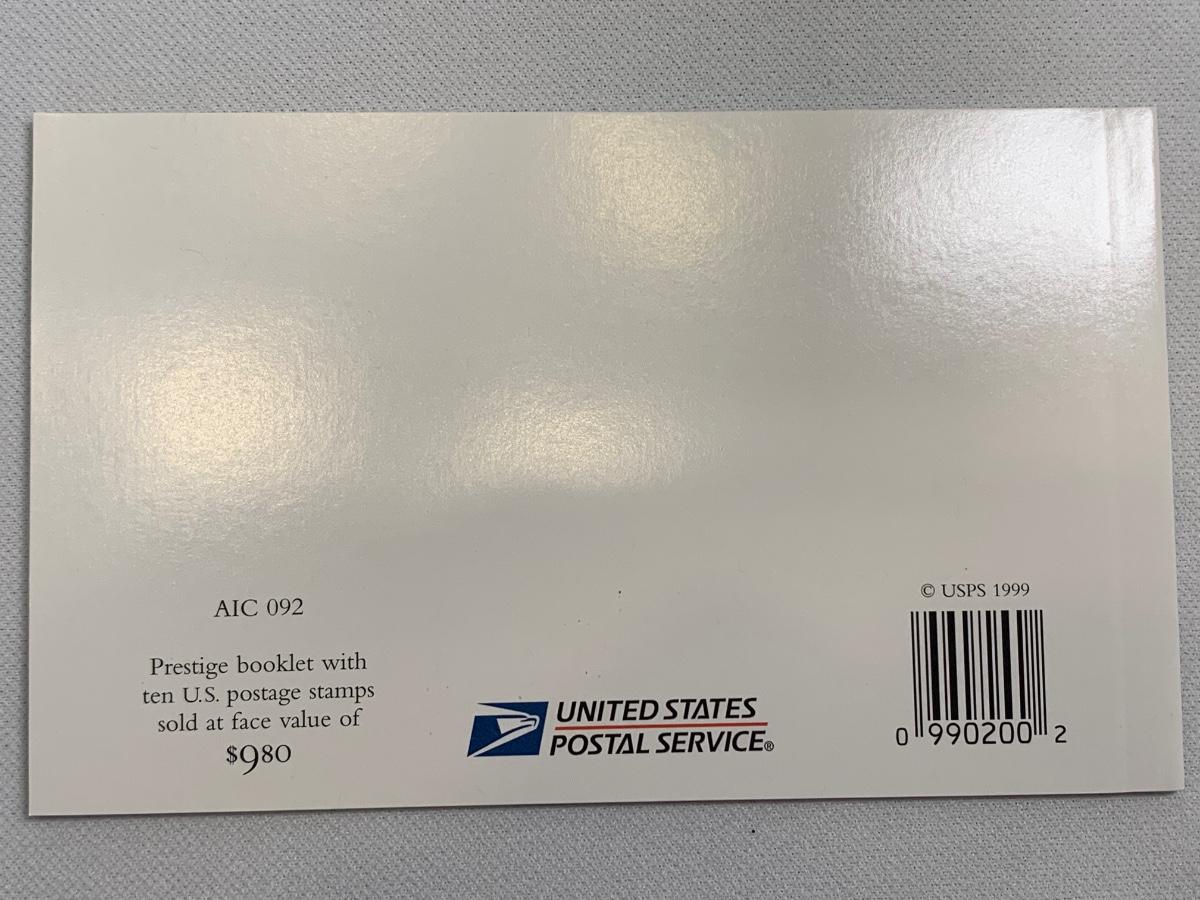 AIC 092
Prestige booklet with
ten U.S. postage stamps
sold at face value of
$980
UNITED STATES
POSTAL SERVICE®
© USPS 1999
0 990200 2